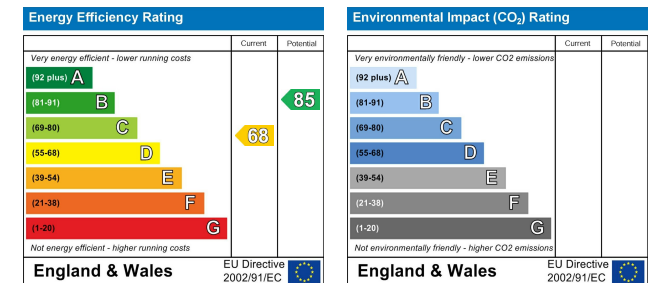 Energy Efficiency Rating
Current Potential
Very energy efficient - lower running costs
(92 plus) A
(81-91) B
(69-80) C
(55-68) D
(39-54) E
(21-38) F
(1-20) G
68
85
Not energy efficient - higher running costs
England & Wales
EU Directive
2002/91/EC
Environmental Impact (CO2) Rating
Current Potential
Very environmentally friendly - lower CO2 emissions
(92 plus) A
(81-91) B
(69-80) C
(55-68) D
(39-54) E
(21-38) F
(1-20) G
Not environmentally friendly - higher CO2 emissions
England & Wales
EU Directive
2002/91/EC